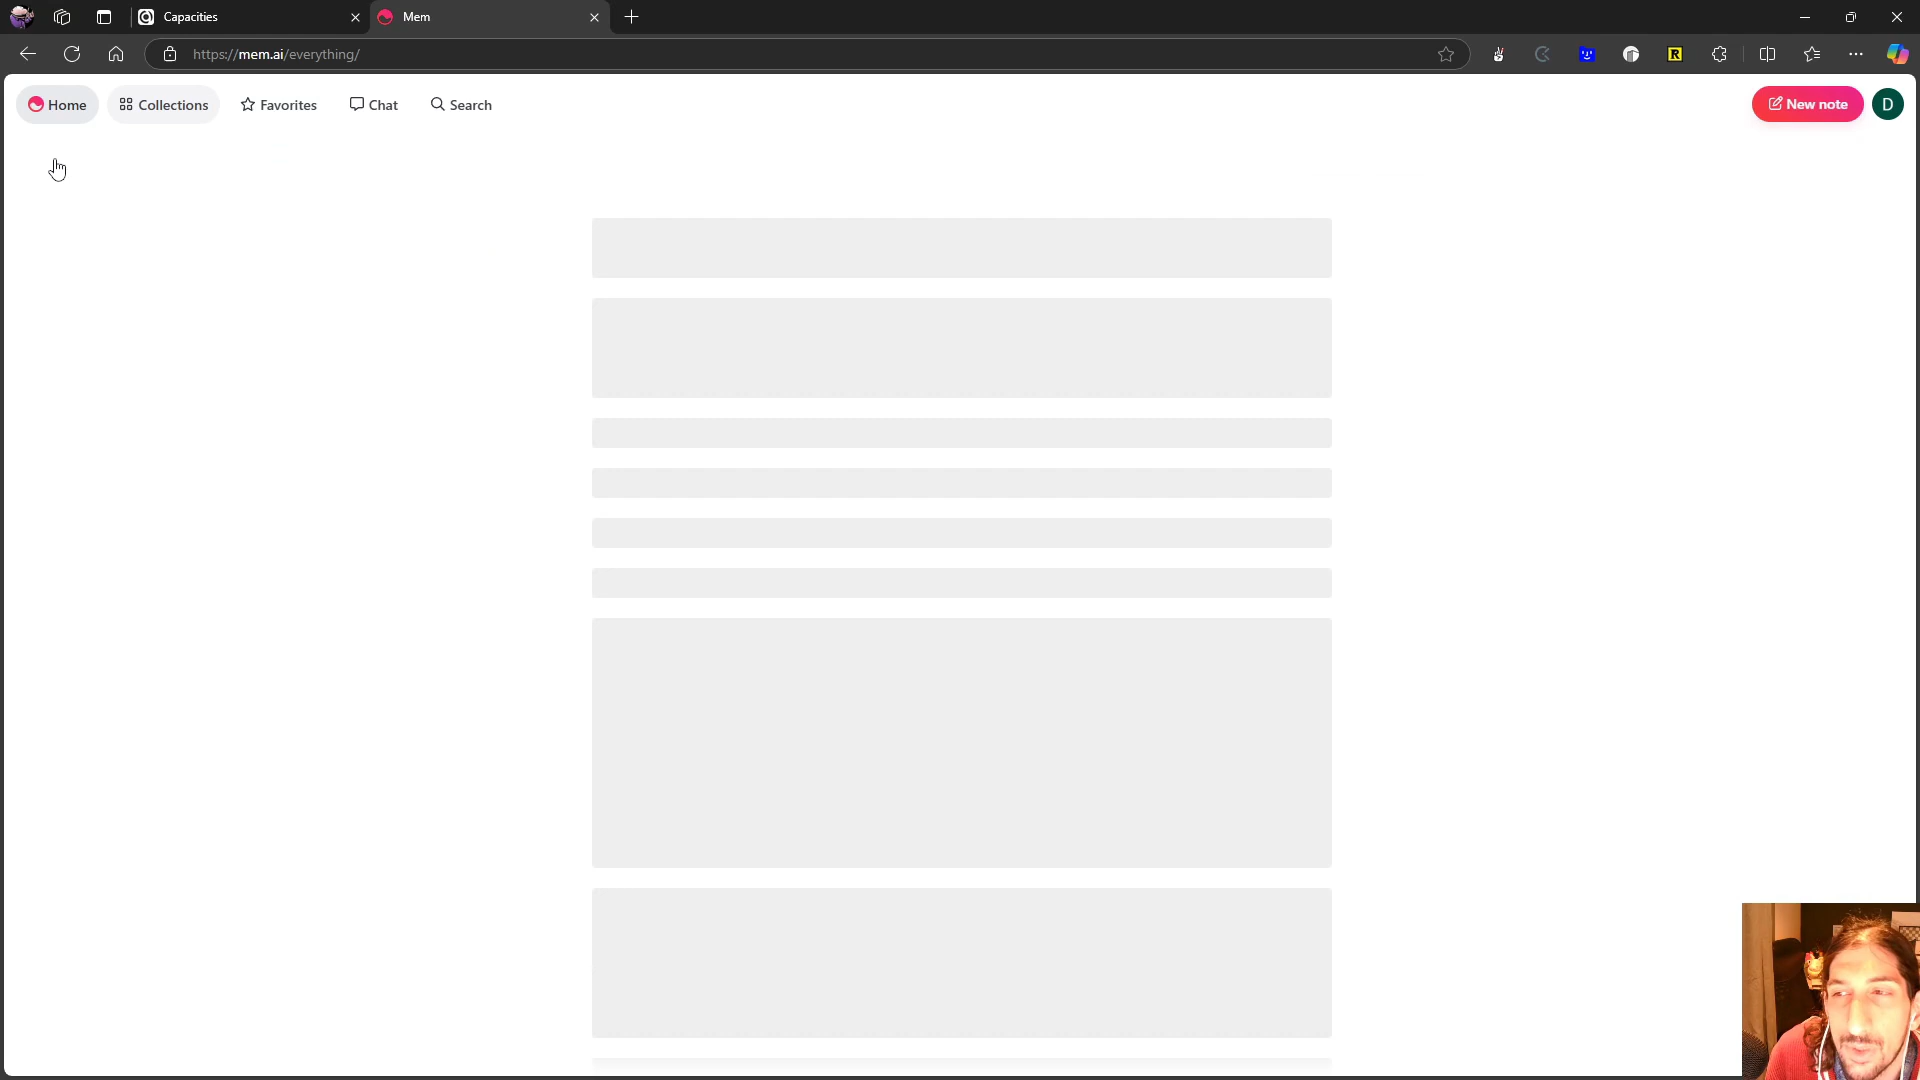 Capacities
Mem
https://mem.ai/everything/
R
Home
Collections
Favorites
Chat
Search
New note
D